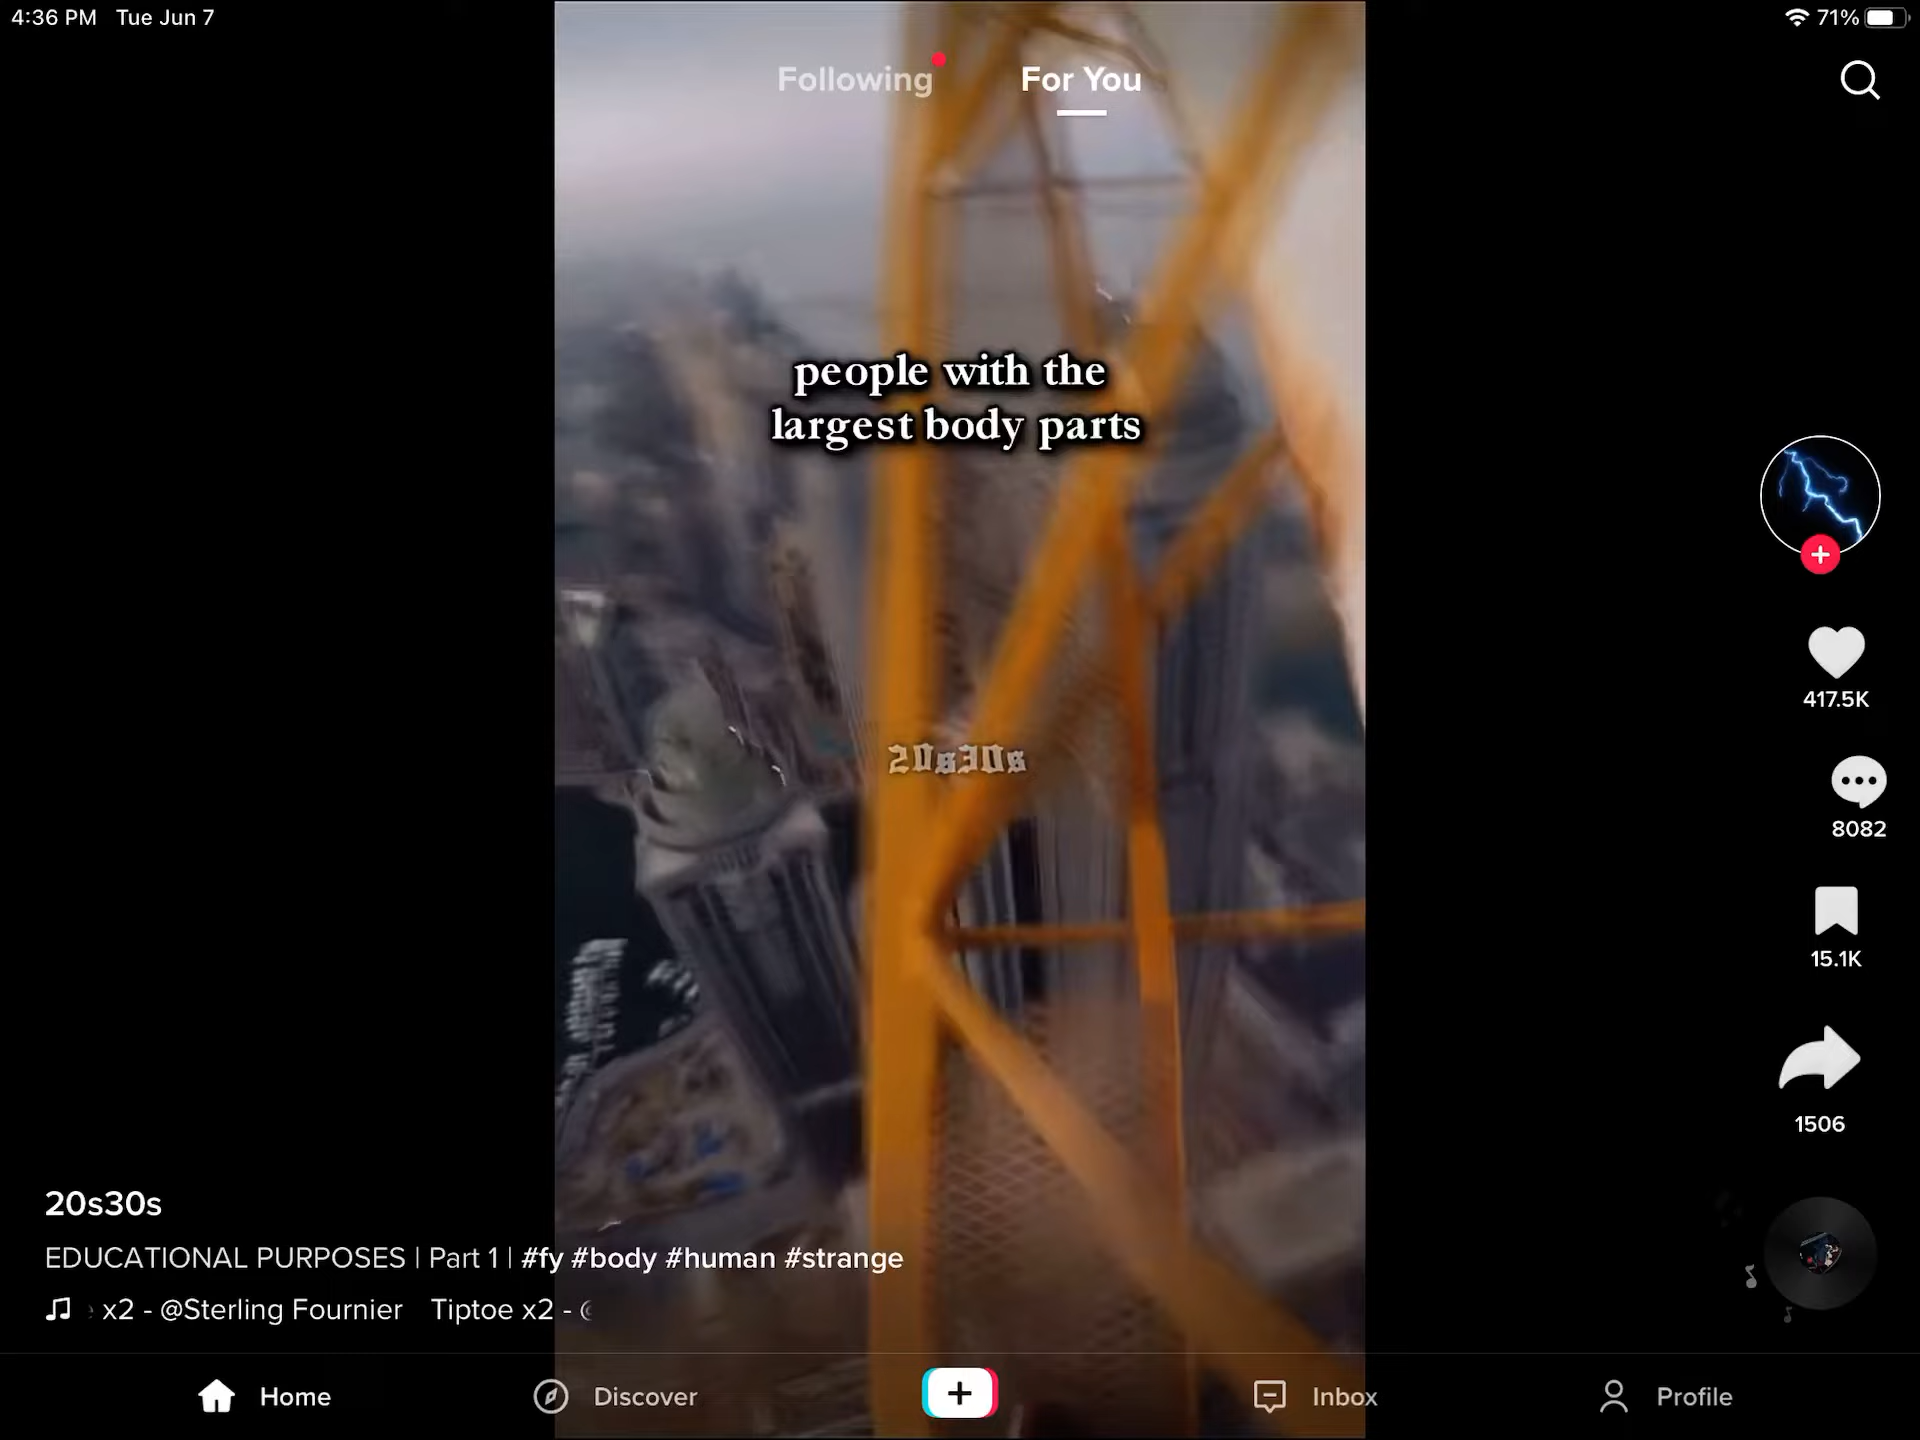 4:36 PM Tue Jun 7
71%
Following For You
people with the
largest body parts
20s30s
417.5K
8082
15.1K
1506
20s30s
EDUCATIONAL PURPOSES | Part 1 | #fy #body #human #strange
x2 - @Sterling Fournier Tiptoe x2 - @
Home Discover Inbox Profile